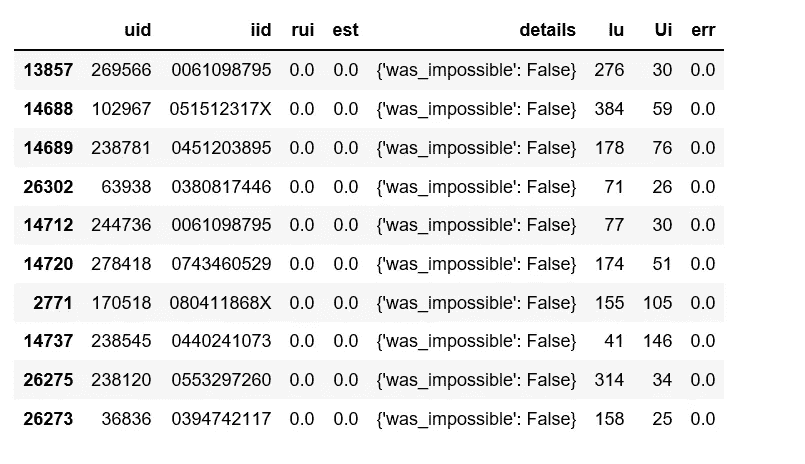 uid iid rui est details Iu Ui err
13857 269566 0061098795 0.0 0.0 {'was_impossible': False} 276 30 0.0
14688 102967 051512317X 0.0 0.0 {'was_impossible': False} 384 59 0.0
14689 238781 0451203895 0.0 0.0 {'was_impossible': False} 178 76 0.0
26302 63938 0380817446 0.0 0.0 {'was_impossible': False} 71 26 0.0
14712 244736 0061098795 0.0 0.0 {'was_impossible': False} 77 30 0.0
14720 278418 0743460529 0.0 0.0 {'was_impossible': False} 174 51 0.0
2771 170518 080411868X 0.0 0.0 {'was_impossible': False} 155 105 0.0
14737 238545 0440241073 0.0 0.0 {'was_impossible': False} 41 146 0.0
26275 238120 0553297260 0.0 0.0 {'was_impossible': False} 314 34 0.0
26273 36836 0394742117 0.0 0.0 {'was_impossible': False} 158 25 0.0